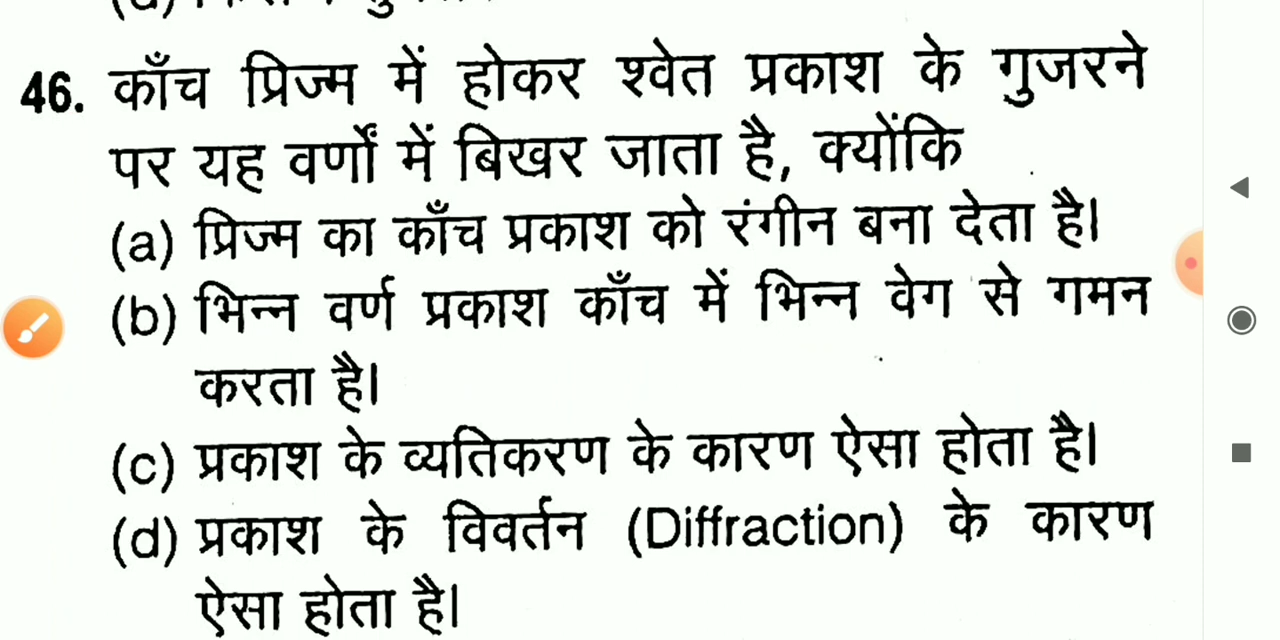 46. काँच प्रिज्म में होकर श्वेत प्रकाश के गुजरने
पर यह वर्णों में बिखर जाता है, क्योंकि
(a) प्रिज्म का काँच प्रकाश को रंगीन बना देता है।
(b) भिन्न वर्ण प्रकाश काँच में भिन्न वेग से गमन
करता है।
(c) प्रकाश के व्यतिकरण के कारण ऐसा होता है।
(d) प्रकाश के विवर्तन (Diffraction) के कारण
ऐसा होता है।